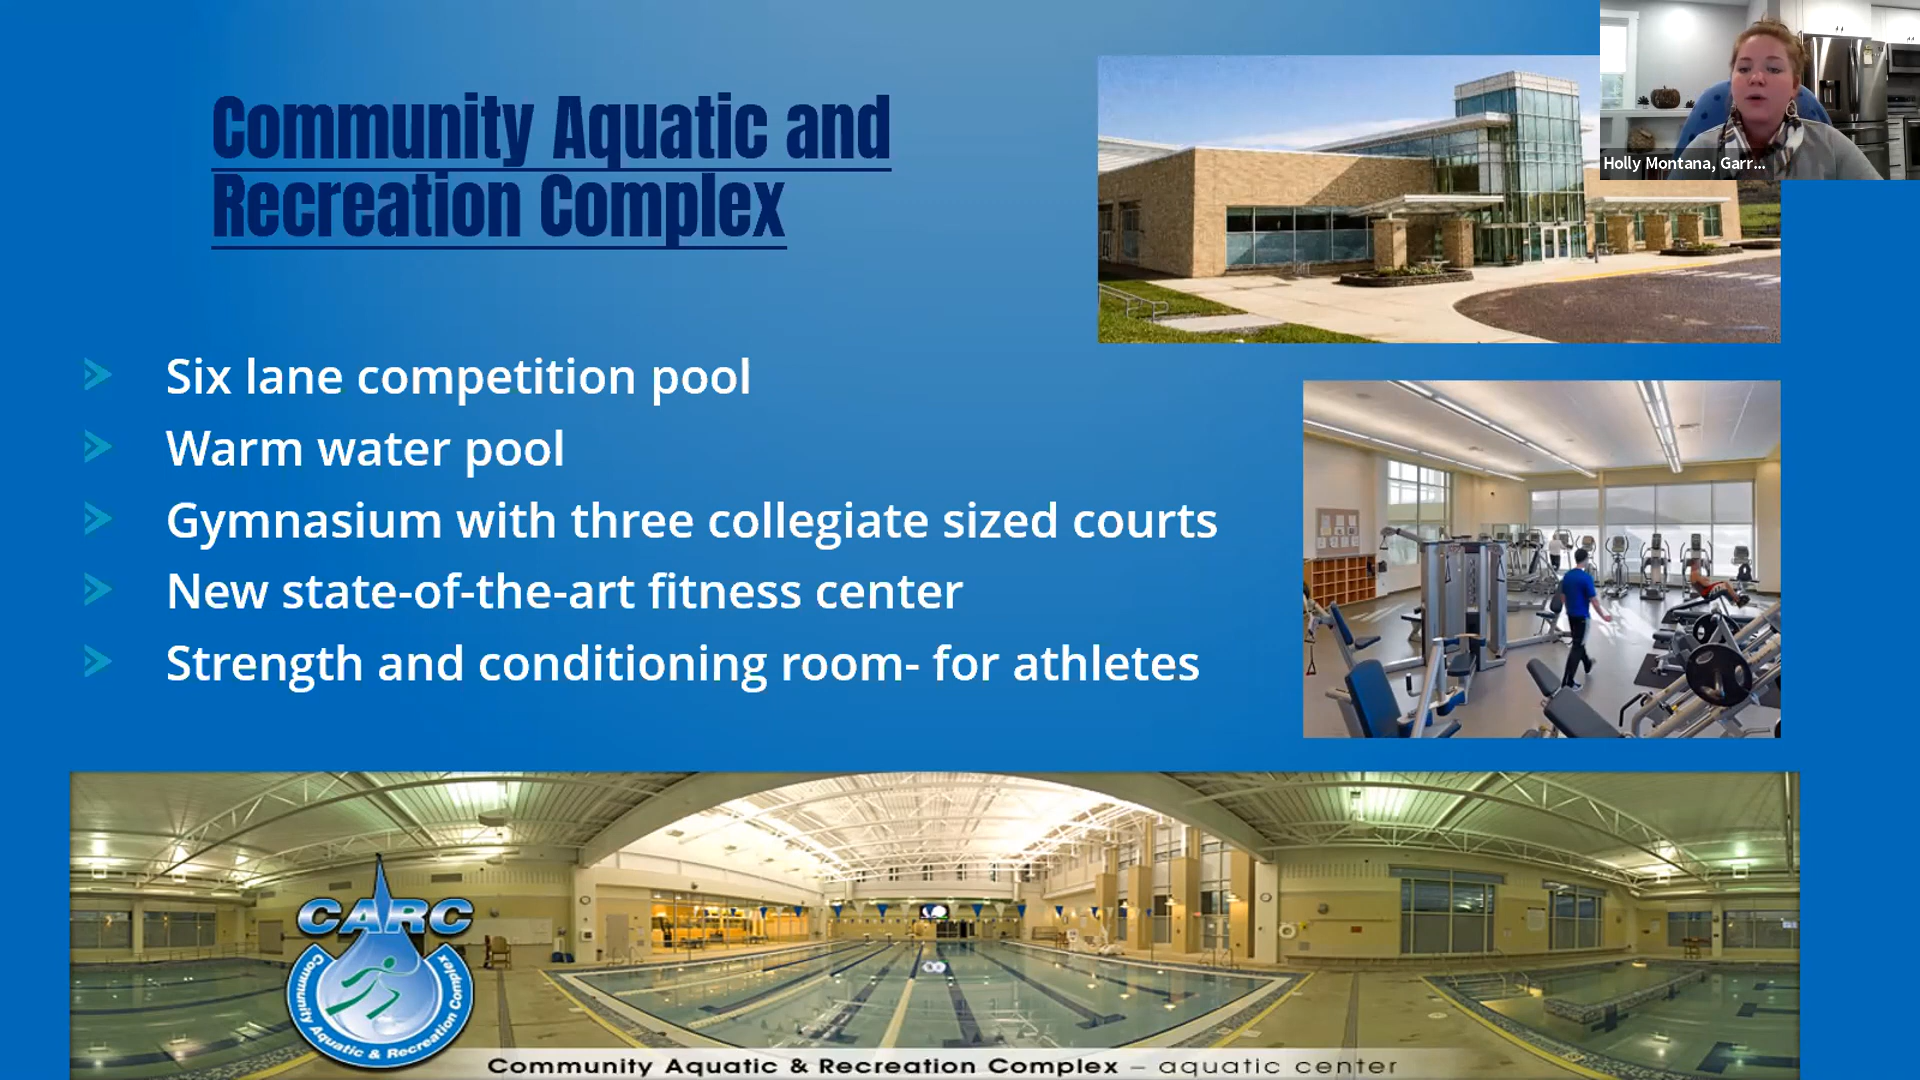 Community Aquatic and
Recreation Complex
Holly Montana, Garr...
Six lane competition pool
Warm water pool
Gymnasium with three collegiate sized courts
New state-of-the-art fitness center
Strength and conditioning room- for athletes
CARC
Community Aquatic & Recreation Complex
Community Aquatic & Recreation Complex – aquatic center